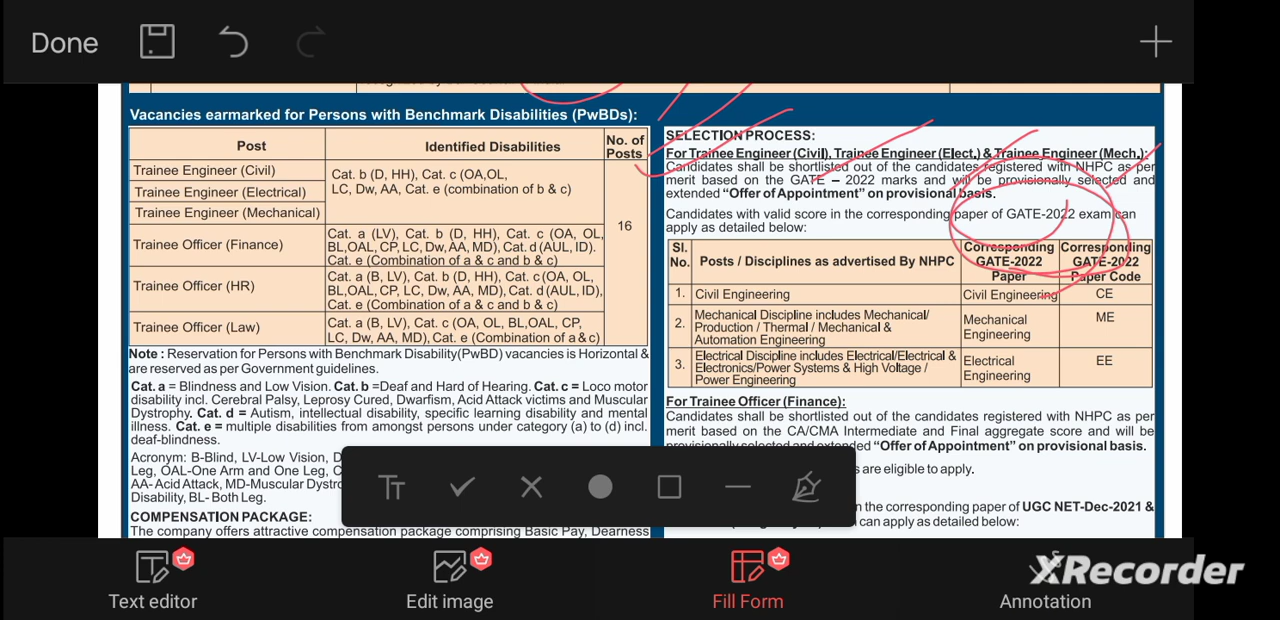 Done
Vacancies earmarked for Persons with Benchmark Disabilities (PwBDs):
Post
Identified Disabilities
No. of
Posts
Trainee Engineer (Civil)
Trainee Engineer (Electrical)
Trainee Engineer (Mechanical)
Cat. b (D, HH), Cat. c (OA,OL,
LC, Dw, AA, Cat. e (combination of b & c)
16
Trainee Officer (Finance)
Cat. a (LV), Cat. b (D, HH), Cat. c (OA, OL,
BL,OAL, CP, LC, Dw, AA, MD), Cat. d (AUL, ID).
Cat. e (Combination of a & c and b & c)
Trainee Officer (HR)
Cat. a (B, LV), Cat. b (D, HH), Cat. c (OA, OL,
BL,OAL, CP, LC, Dw, AA, MD), Cat. d (AUL, ID),
Cat. e (Combination of a & c and b & c)
Trainee Officer (Law)
Cat. a (B, LV), Cat. c (OA, OL, BL,OAL, CP,
LC, Dw, AA, MD), Cat. e (Combination of a & c)
Note : Reservation for Persons with Benchmark Disability(PwBD) vacancies is Horizontal &
are reserved as per Government guidelines.
Cat. a = Blindness and Low Vision. Cat. b =Deaf and Hard of Hearing. Cat. c = Loco motor
disability incl. Cerebral Palsy, Leprosy Cured, Dwarfism, Acid Attack victims and Muscular
Dystrophy. Cat. d = Autism, intellectual disability, specific learning disability and mental
illness. Cat. e = multiple disabilities from amongst persons under category (a) to (d) incl.
deaf-blindness.
Acronym: B-Blind, LV-Low Vision, D
Leg, OAL-One Arm and One Leg, C
AA- Acid Attack, MD-Muscular Dystro
Disability, BL- Both Leg.
COMPENSATION PACKAGE:
The company offers attractive compensation package comprising Basic Pay, Dearness
SELECTION PROCESS:
For Trainee Engineer (Civil), Trainee Engineer (Elect.) & Trainee Engineer (Mech.):
Candidates shall be shortlisted out of the candidates registered with NHPC as per
merit based on the GATE – 2022 marks and will be provisionally selected and
extended "Offer of Appointment" on provisional basis.
Candidates with valid score in the corresponding paper of GATE-2022 exam can
apply as detailed below:
Sl.
No.
Posts / Disciplines as advertised By NHPC
Corresponding
GATE-2022
Paper
Corresponding
GATE-2022
Paper Code
1.
Civil Engineering
Civil Engineering
CE
2.
Mechanical Discipline includes Mechanical/
Production / Thermal / Mechanical &
Automation Engineering
Mechanical
Engineering
ME
3.
Electrical Discipline includes Electrical/Electrical &
Electronics/Power Systems & High Voltage /
Power Engineering
Electrical
Engineering
EE
For Trainee Officer (Finance):
Candidates shall be shortlisted out of the candidates registered with NHPC as per
merit based on the CA/CMA Intermediate and Final aggregate score and will be
provisionally selected and extended "Offer of Appointment" on provisional basis.
s are eligible to apply.
n the corresponding paper of UGC NET-Dec-2021 &
can apply as detailed below:
Text editor
Edit image
Fill Form
Annotation
XRecorder